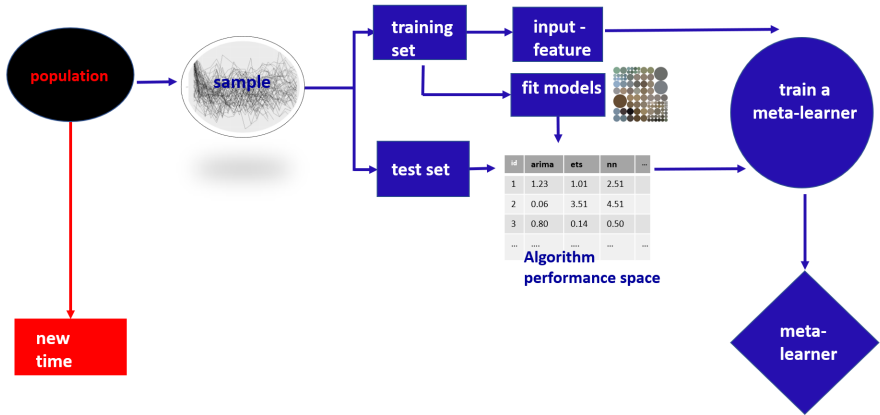 population
sample
training
set
input -
feature
fit models
train a
meta-learner
test set
id arima ets nn ...
1 1.23 1.01 2.51
2 0.06 3.51 4.51
3 0.80 0.14 0.50
... .... .... ... ...
Algorithm
performance space
new
time
meta-
learner